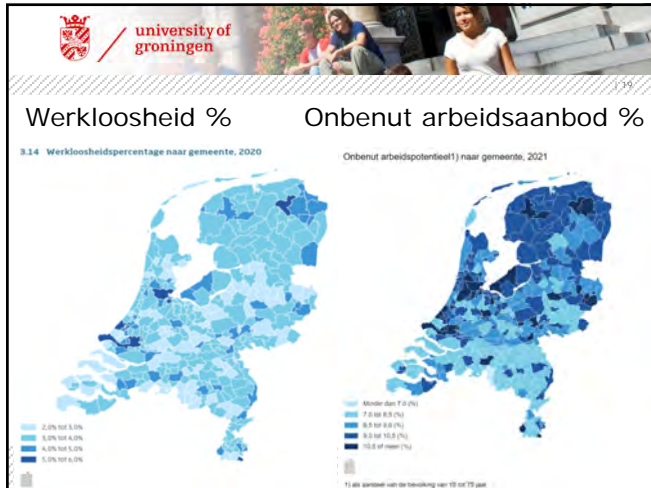 university of
groningen
| 19
Werkloosheid %
Onbenut arbeidsaanbod %
3.14 Werkloosheidspercentage naar gemeente, 2020
Onbenut arbeidspotentieel1) naar gemeente, 2021
2,0% tot 3,0%
3,0% tot 4,0%
4,0% tot 5,0%
5,0% tot 6,0%
Minder dan 7.0 (%)
7.0 tot 8,5 (%)
8,5 tot 9,0 (%)
9,0 tot 10,5 (%)
10,5 of meer (%)
1) als aandeel van de bevolking van 15 tot 75 jaar